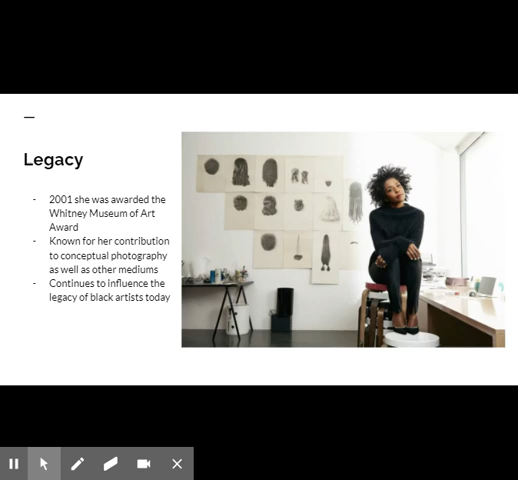 Legacy
- 2001 she was awarded the
Whitney Museum of Art
Award
- Known for her contribution
to conceptual photography
as well as other mediums
- Continues to influence the
legacy of black artists today